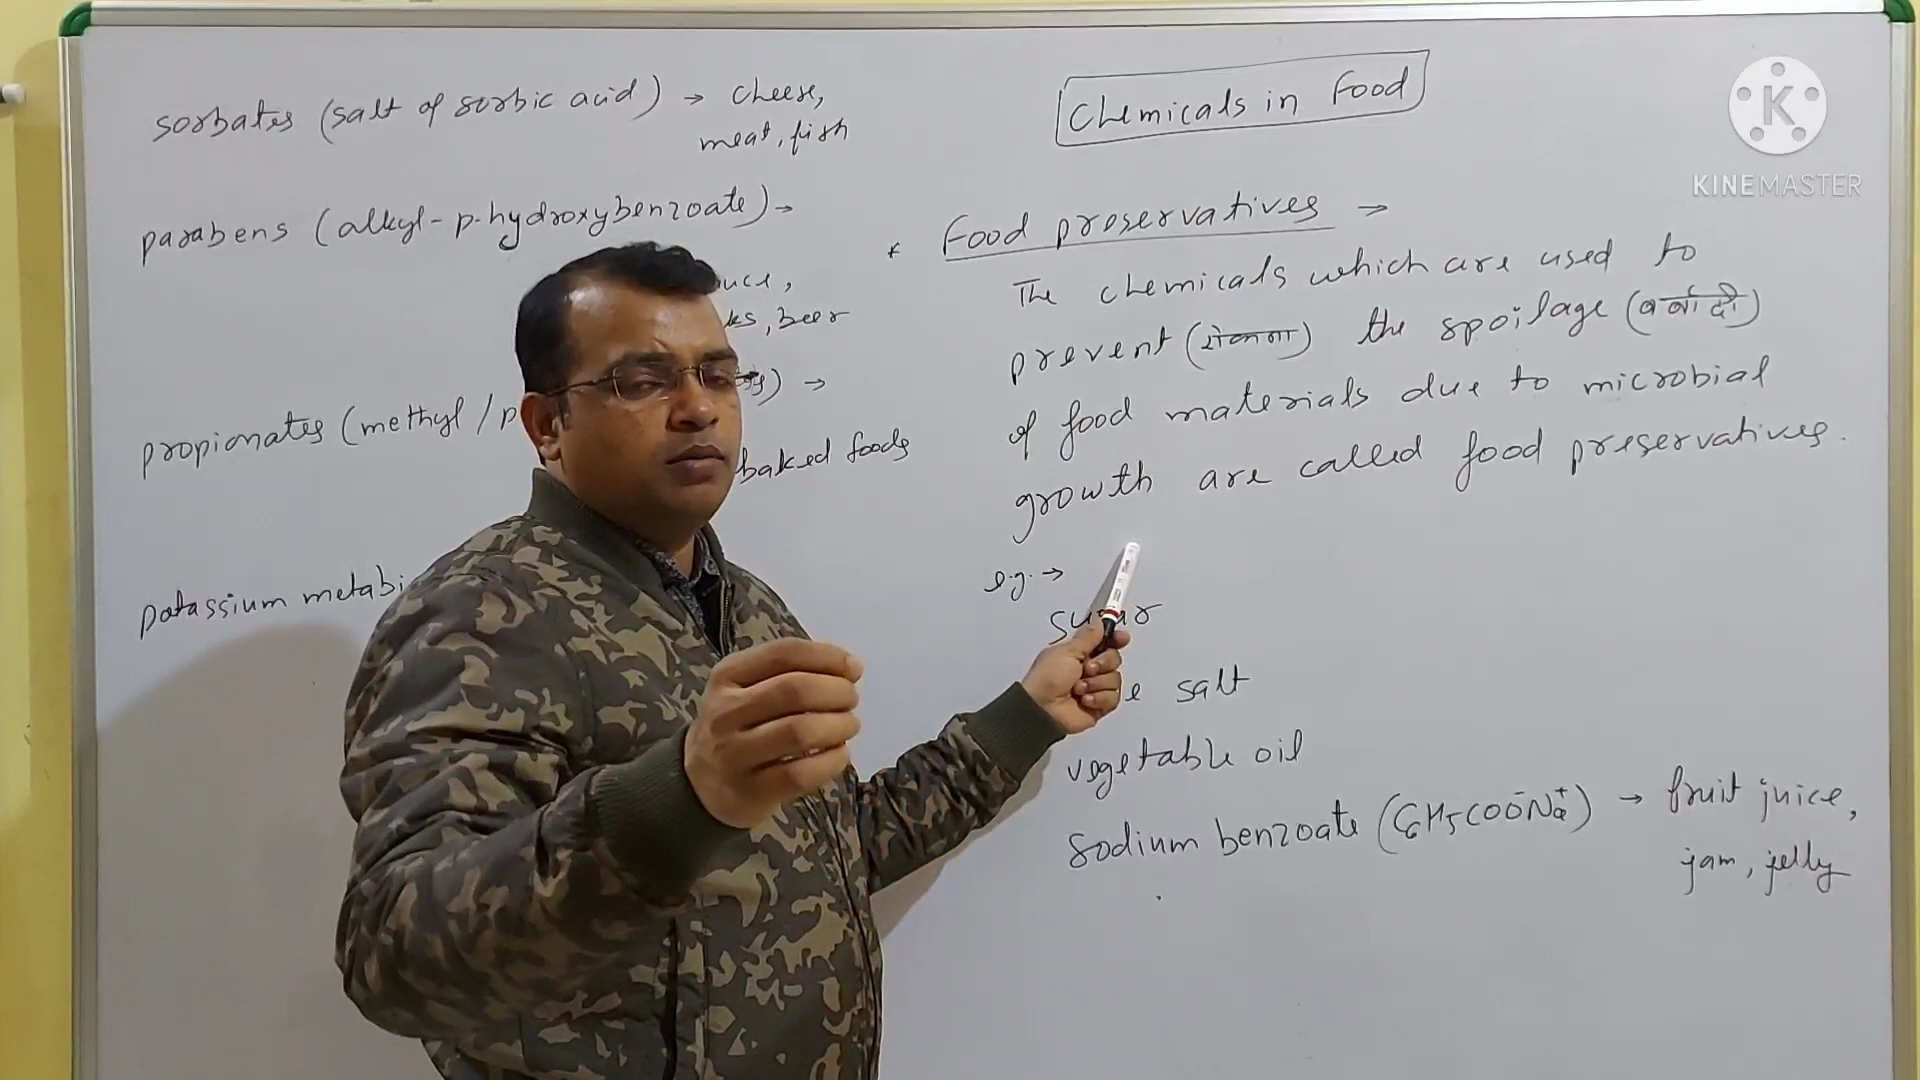 sorbates (salt of sorbic acid) → cheese,
meat, fish
parabens (alkyl-p-hydroxybenzoate) →
ks, beer
propionates (methyl / p
) →
baked foods
potassium metabi
Chemicals in Food
* Food preservatives →
The chemicals which are used to
prevent (रोकना) the spoilage (बर्बादी)
of food materials due to microbial
growth are called food preservatives.
e.g. →
sugar
e salt
vegetable oil
sodium benzoate (C6H5COO⁻Na⁺) → fruit juice,
jam, jelly
K
KINEMASTER